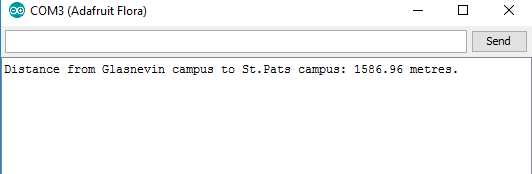 COM3 (Adafruit Flora)
Send
Distance from Glasnevin campus to St.Pats campus: 1586.96 metres.